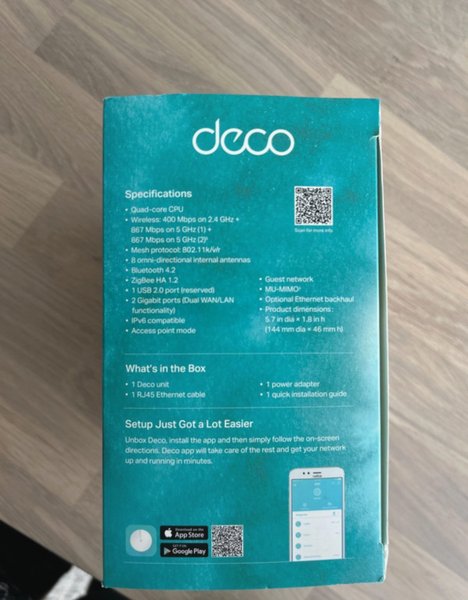 deco
Specifications
Scan for more info
• Quad-core CPU
• Wireless: 400 Mbps on 2.4 GHz +
867 Mbps on 5 GHz (1) +
867 Mbps on 5 GHz (2)
• Mesh protocol: 802.11k/v/r
• 8 omni-directional internal antennas
• Bluetooth 4.2
• ZigBee HA 1.2
• 1 USB 2.0 port (reserved)
• 2 Gigabit ports (Dual WAN/LAN
functionality)
• IPv6 compatible
• Access point mode
• Guest network
• MU-MIMO
• Optional Ethernet backhaul
• Product dimensions:
5.7 in dia × 1.8 in h
(144 mm dia × 46 mm h)
What's in the Box
• 1 Deco unit
• 1 RJ45 Ethernet cable
• 1 power adapter
• 1 quick installation guide
Setup Just Got a Lot Easier
Unbox Deco, install the app and then simply follow the on-screen
directions. Deco app will take care of the rest and get your network
up and running in minutes.
Download on the
App Store
GET IT ON
Google Play